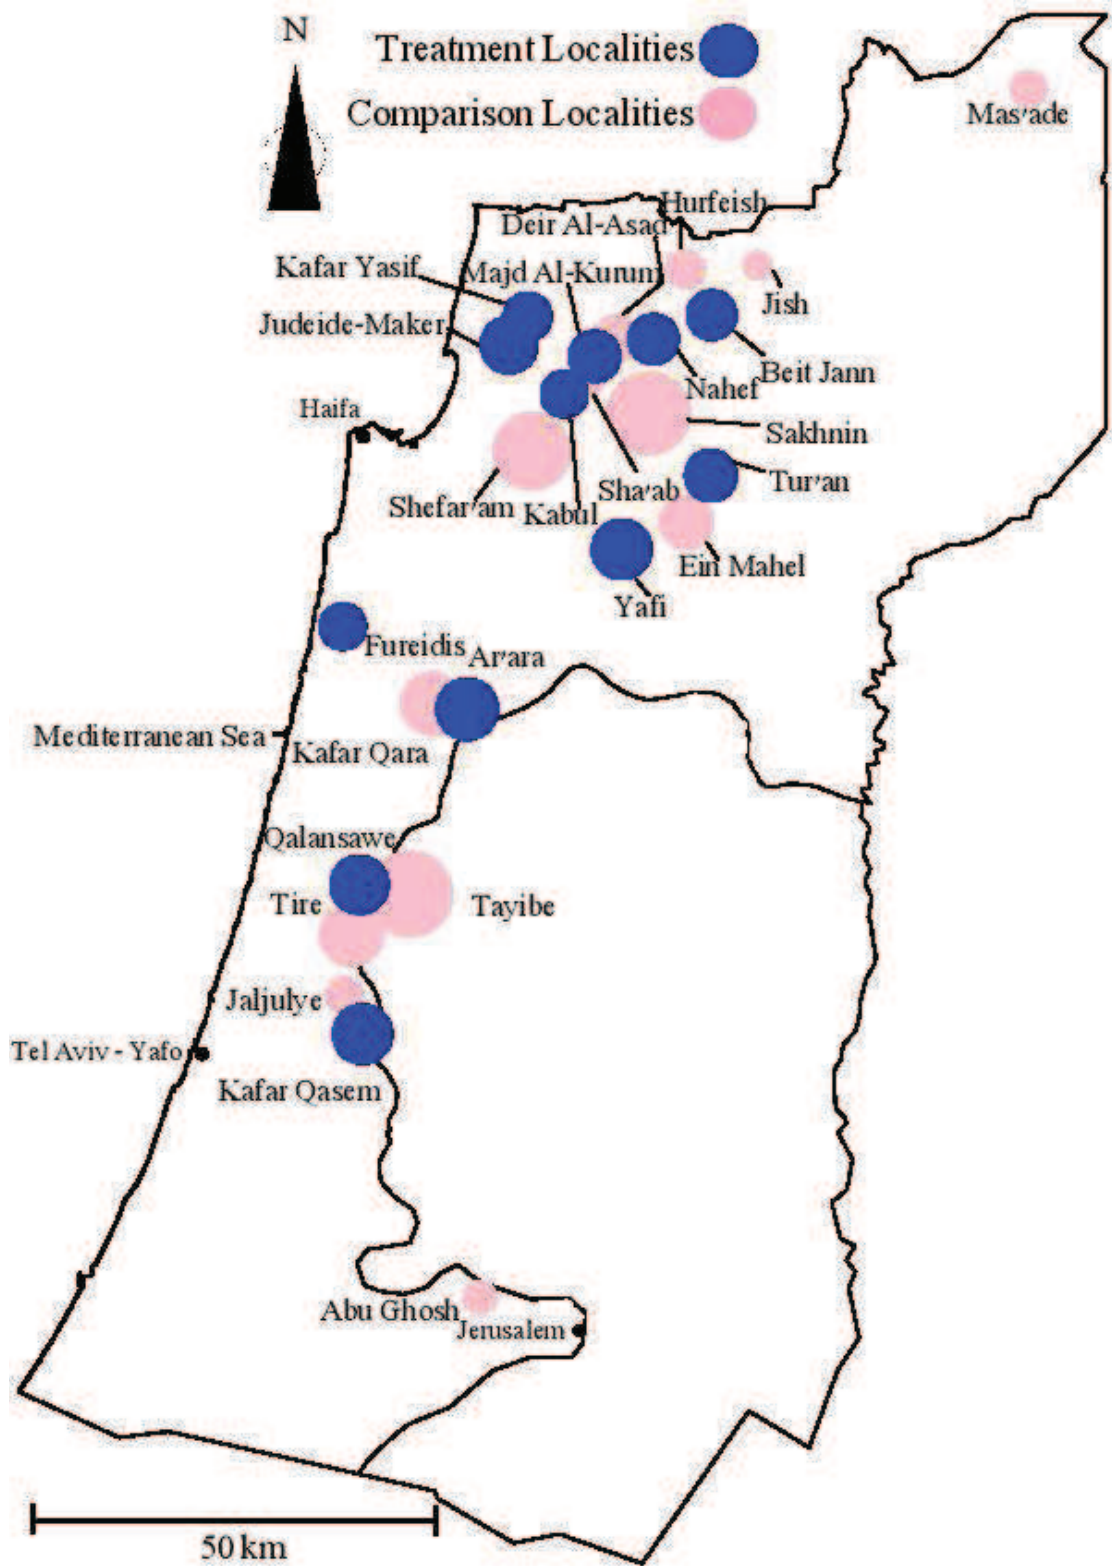 N
Treatment Localities
Comparison Localities
Mas'ade
Hurfeish
Deir Al-Asad
Kafar Yasif
Majd Al-Kurum
Jish
Judeide-Maker
Beit Jann
Nahef
Haifa
Sakhnin
Tur'an
Sha'ab
Shefar'am
Kabul
Ein Mahel
Yafi
Fureidis
Ar'ara
Mediterranean Sea
Kafar Qara
Qalansawe
Tire
Tayibe
Jaljulye
Tel Aviv - Yafo
Kafar Qasem
Abu Ghosh
Jerusalem
50 km